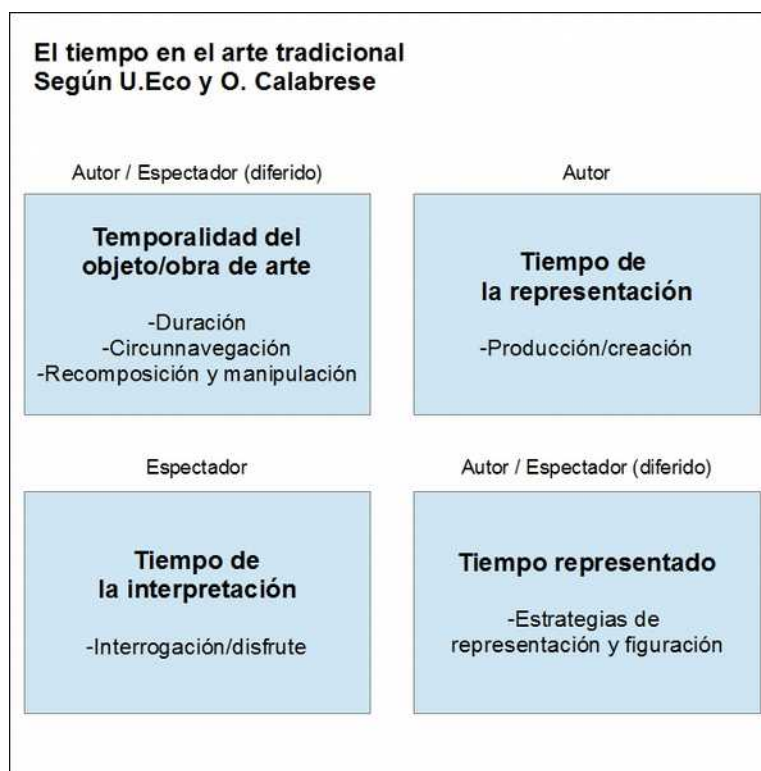 El tiempo en el arte tradicional
Según U.Eco y O. Calabrese
Autor / Espectador (diferido)
Temporalidad del
objeto/obra de arte
-Duración
-Circunnavegación
-Recomposición y manipulación
Autor
Tiempo de
la representación
-Producción/creación
Espectador
Tiempo de
la interpretación
-Interrogación/disfrute
Autor / Espectador (diferido)
Tiempo representado
-Estrategias de
representación y figuración